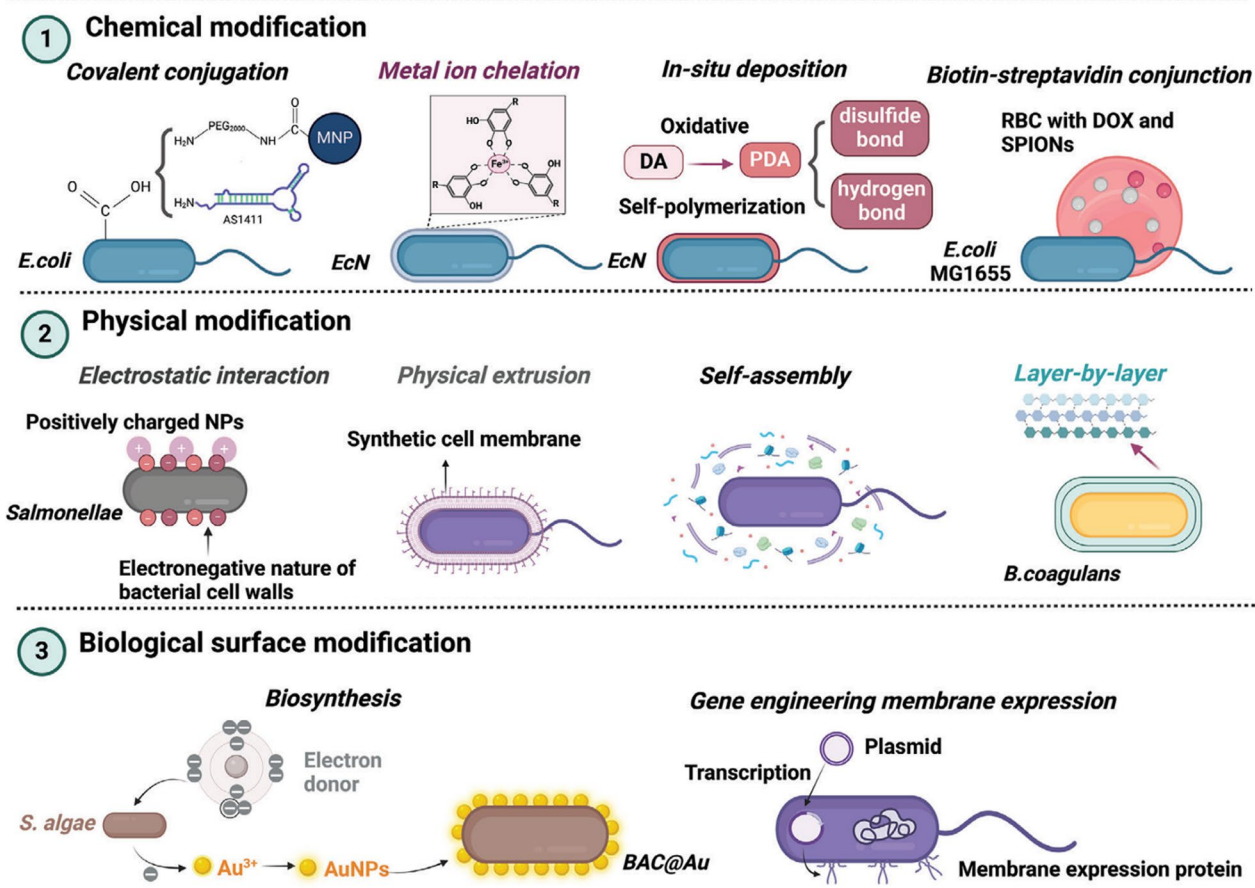 1 Chemical modification
Covalent conjugation
H₂N
PEG₂₀₀₀
NH
O
MNP
O
OH
H₂N
AS1411
E.coli
Metal ion chelation
R
HO
O
O
Fe³⁺
O
O
O
O
R
OH
OH
R
EcN
In-situ deposition
Oxidative
DA
PDA
Self-polymerization
disulfide
bond
hydrogen
bond
EcN
Biotin-streptavidin conjunction
RBC with DOX and
SPIONs
E.coli
MG1655
2 Physical modification
Electrostatic interaction
Positively charged NPs
+ + +
- - - -
Salmonellae
- - - -
Electronegative nature of
bacterial cell walls
Physical extrusion
Synthetic cell membrane
Self-assembly
Layer-by-layer
B.coagulans
3 Biological surface modification
Biosynthesis
Electron
donor
S. algae
Au³⁺
AuNPs
BAC@Au
Gene engineering membrane expression
Plasmid
Transcription
Membrane expression protein